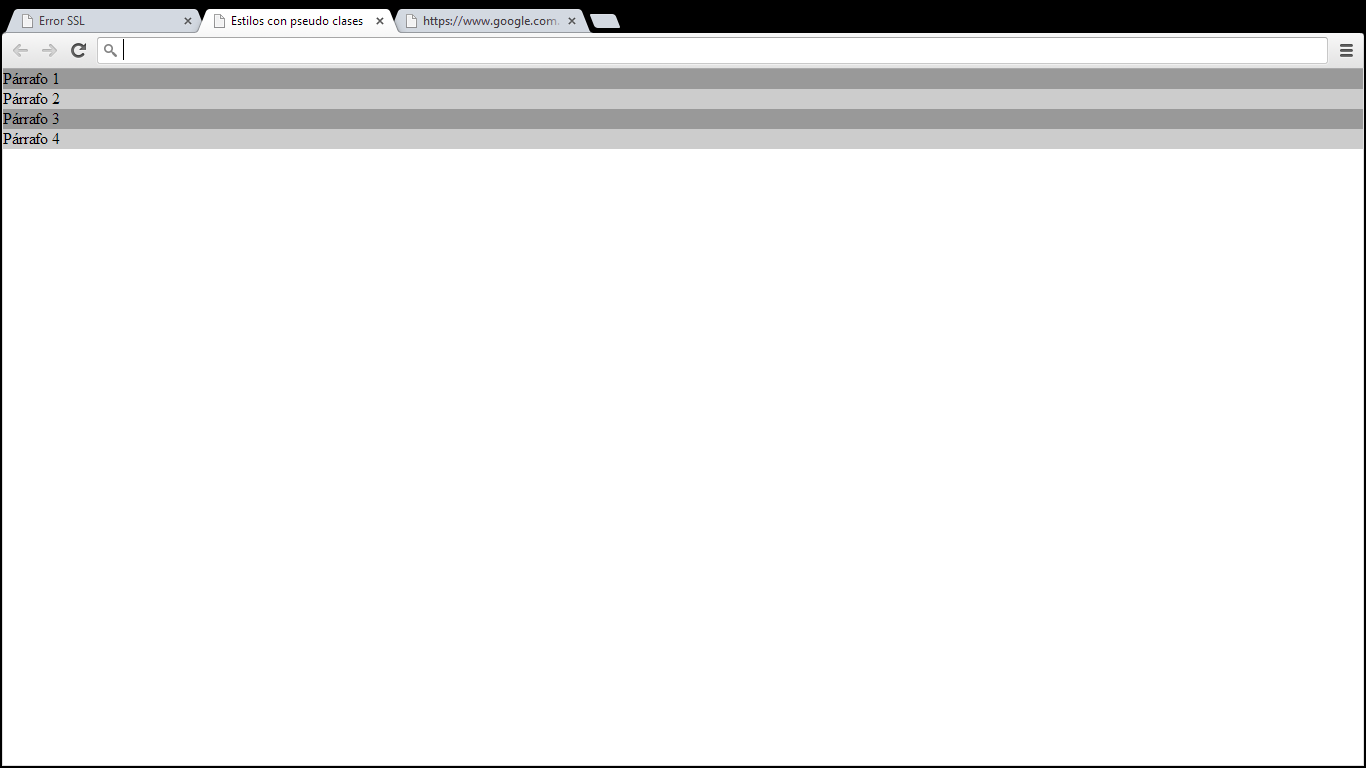 Error SSL
Estilos con pseudo clases
https://www.google.com.
Párrafo 1
Párrafo 2
Párrafo 3
Párrafo 4